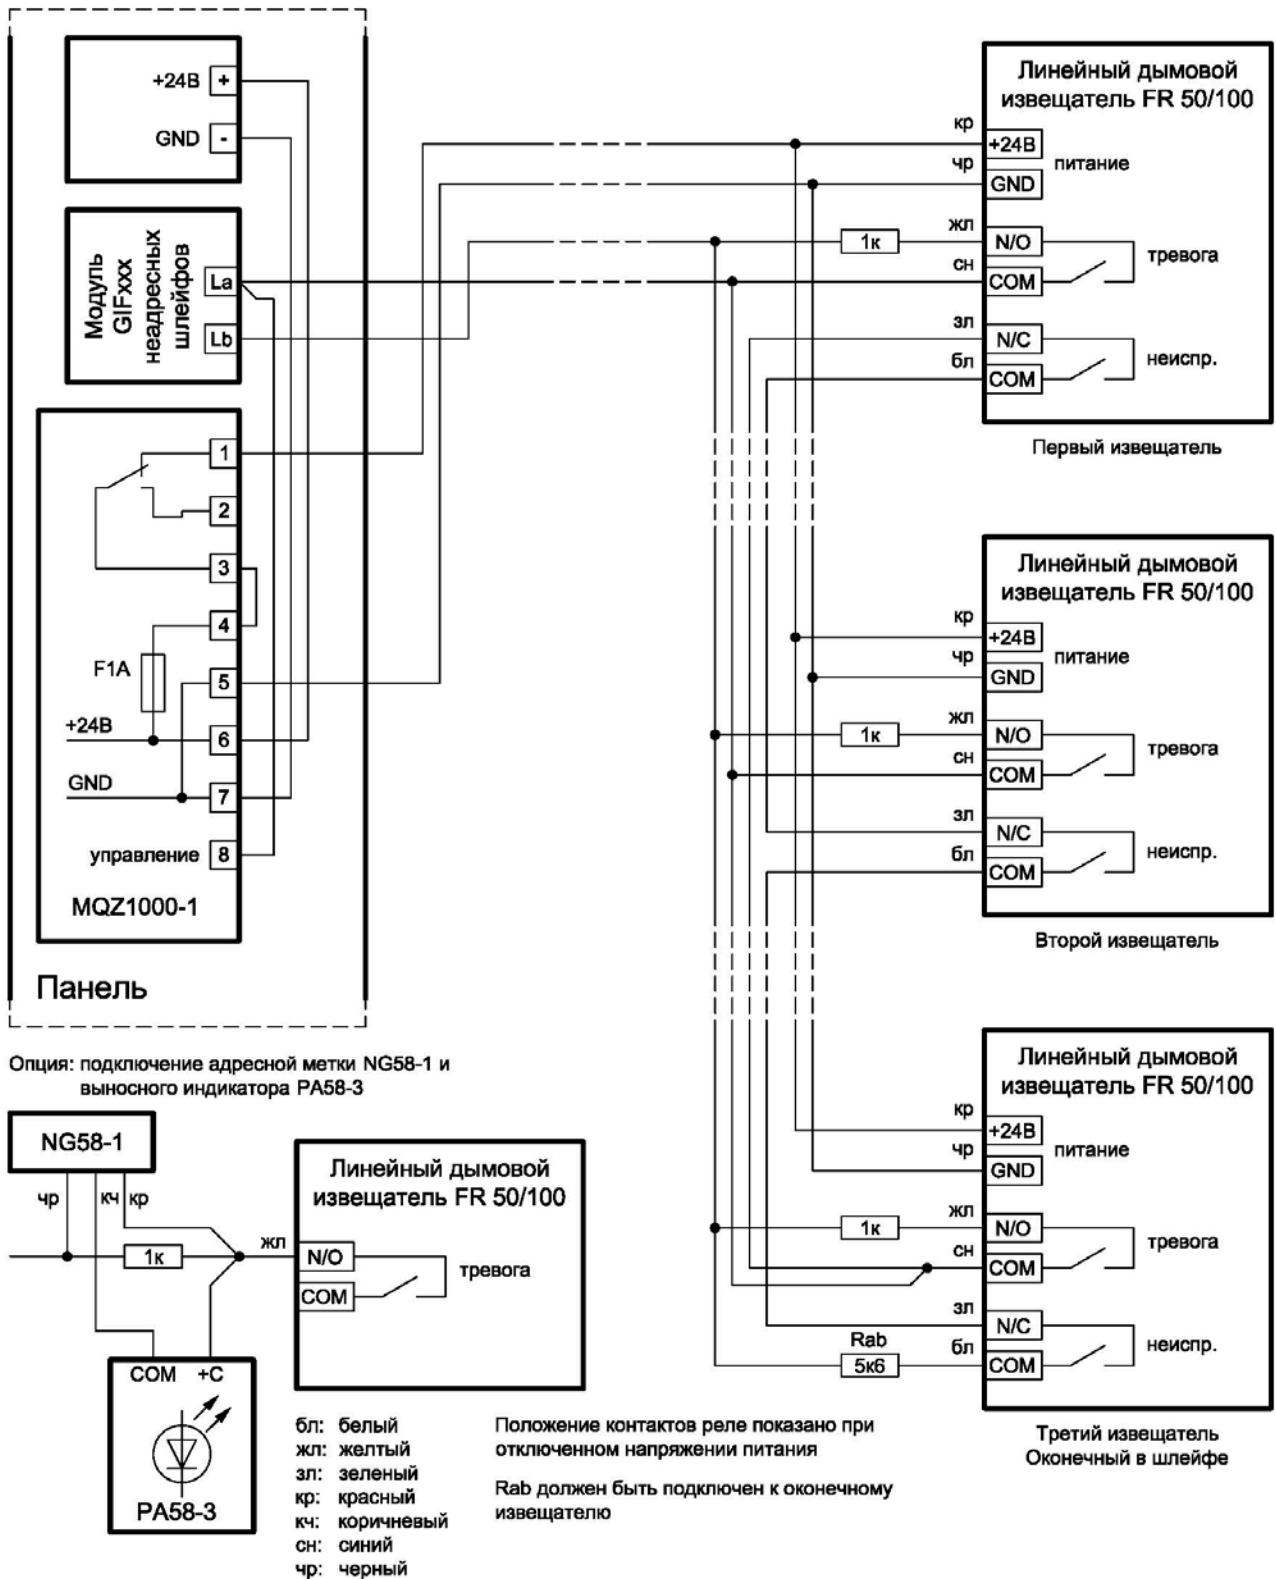 +24В +
GND -
Модуль
GIFxxx
неадресных
шлейфов
La
Lb
1
2
3
4
F1A
5
+24В
6
GND
7
управление 8
MQZ1000-1
Панель
Линейный дымовой
извещатель FR 50/100
кр
+24В
питание
чр
GND
жл
1к
N/O
тревога
сн
COM
зл
N/C
неиспр.
бл
COM
Первый извещатель
Линейный дымовой
извещатель FR 50/100
кр
+24В
питание
чр
GND
жл
1к
N/O
тревога
сн
COM
зл
N/C
неиспр.
бл
COM
Второй извещатель
Линейный дымовой
извещатель FR 50/100
кр
+24В
питание
чр
GND
жл
1к
N/O
тревога
сн
COM
зл
N/C
неиспр.
Rab
5к6
бл
COM
Третий извещатель
Оконечный в шлейфе
Опция: подключение адресной метки NG58-1 и
выносного индикатора PA58-3
NG58-1
чр кч кр
1к
жл
Линейный дымовой
извещатель FR 50/100
N/O
COM
тревога
COM +C
PA58-3
бл: белый
жл: желтый
зл: зеленый
кр: красный
кч: коричневый
сн: синий
чр: черный
Положение контактов реле показано при
отключенном напряжении питания
Rab должен быть подключен к оконечному
извещателю